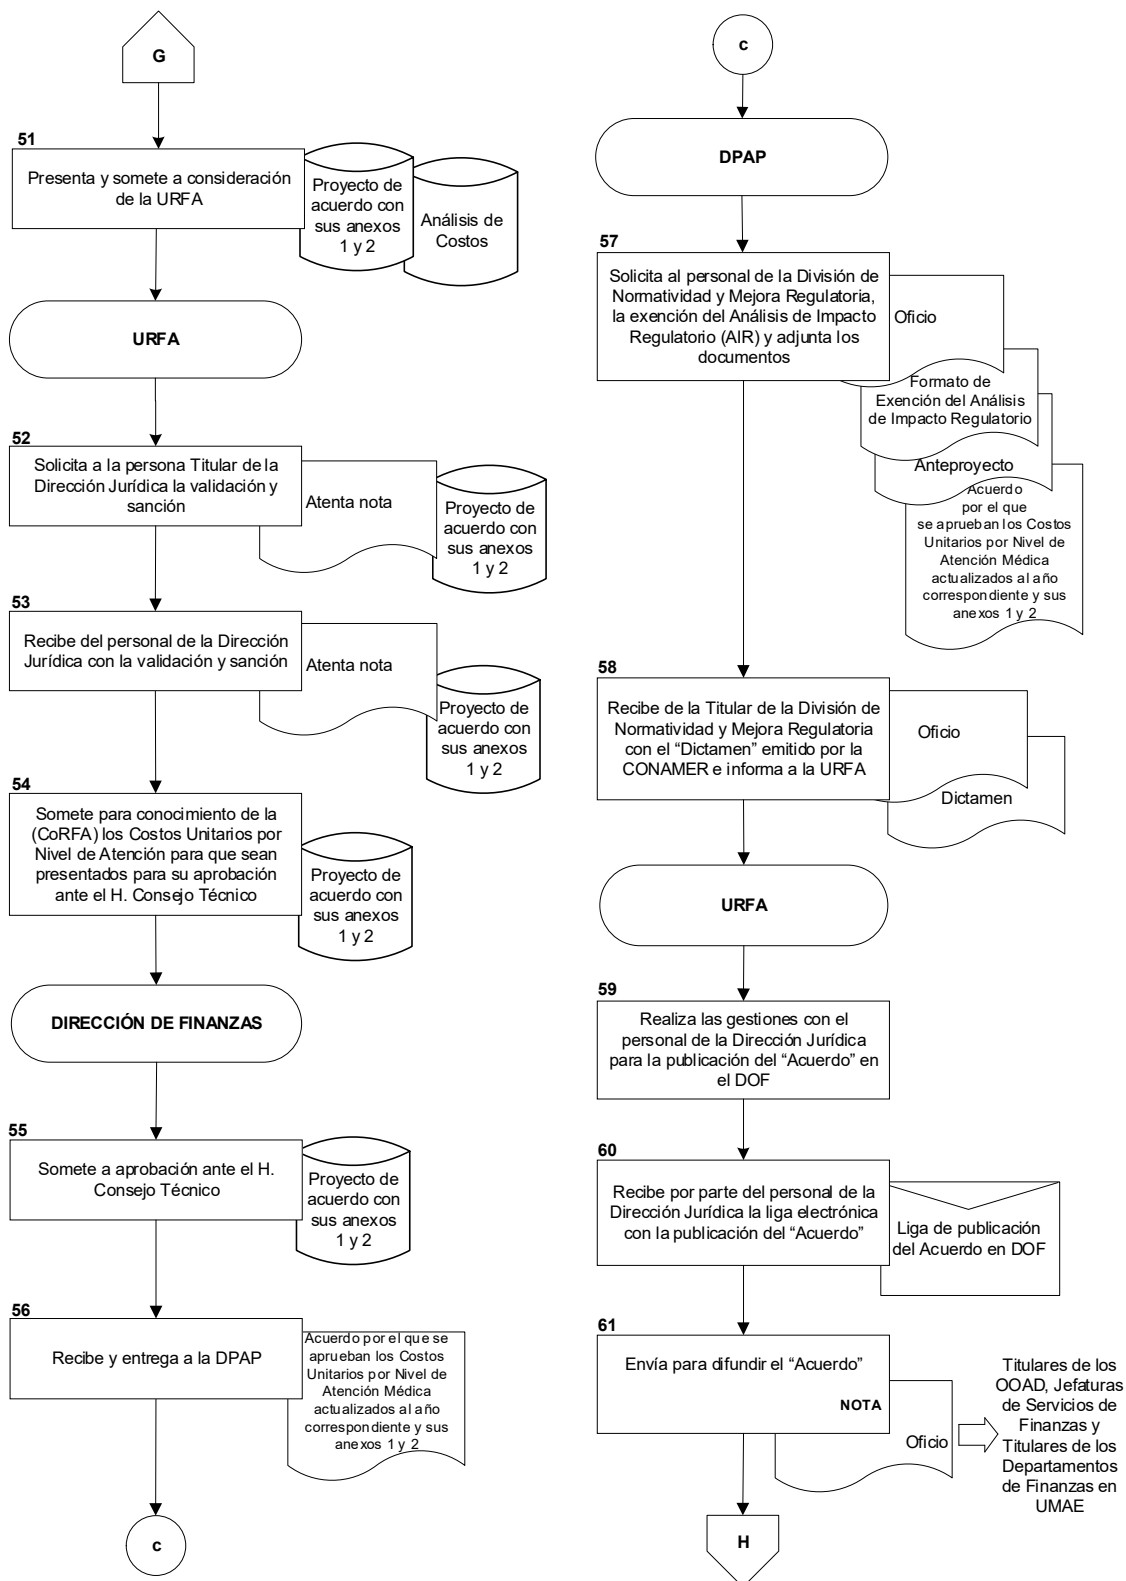 G
51
Presenta y somete a consideración
de la URFA
Proyecto de
acuerdo con
sus anexos
1 y 2
Análisis de
Costos
URFA
52
Solicita a la persona Titular de la
Dirección Jurídica la validación y
sanción
Atenta nota
Proyecto de
acuerdo con
sus anexos
1 y 2
53
Recibe del personal de la Dirección
Jurídica con la validación y sanción
Atenta nota
Proyecto de
acuerdo con
sus anexos
1 y 2
54
Somete para conocimiento de la
(CoRFA) los Costos Unitarios por
Nivel de Atención para que sean
presentados para su aprobación
ante el H. Consejo Técnico
Proyecto de
acuerdo con
sus anexos
1 y 2
DIRECCIÓN DE FINANZAS
55
Somete a aprobación ante el H.
Consejo Técnico
Proyecto de
acuerdo con
sus anexos
1 y 2
56
Recibe y entrega a la DPAP
Acuerdo por el que se
aprueban los Costos
Unitarios por Nivel de
Atención Médica
actualizados al año
correspondiente y sus
anexos 1 y 2
c
c
DPAP
57
Solicita al personal de la División de
Normatividad y Mejora Regulatoria,
la exención del Análisis de Impacto
Regulatorio (AIR) y adjunta los
documentos
Oficio
Formato de
Exención del Análisis
de Impacto Regulatorio
Anteproyecto
Acuerdo
por el que
se aprueban los Costos
Unitarios por Nivel de
Atención Médica
actualizados al año
correspondiente y sus
anexos 1 y 2
58
Recibe de la Titular de la División de
Normatividad y Mejora Regulatoria
con el “Dictamen” emitido por la
CONAMER e informa a la URFA
Oficio
Dictamen
URFA
59
Realiza las gestiones con el
personal de la Dirección Jurídica
para la publicación del “Acuerdo” en
el DOF
60
Recibe por parte del personal de la
Dirección Jurídica la liga electrónica
con la publicación del “Acuerdo”
Liga de publicación
del Acuerdo en DOF
61
Envía para difundir el “Acuerdo”
NOTA
Oficio
Titulares de los
OOAD, Jefaturas
de Servicios de
Finanzas y
Titulares de los
Departamentos
de Finanzas en
UMAE
H